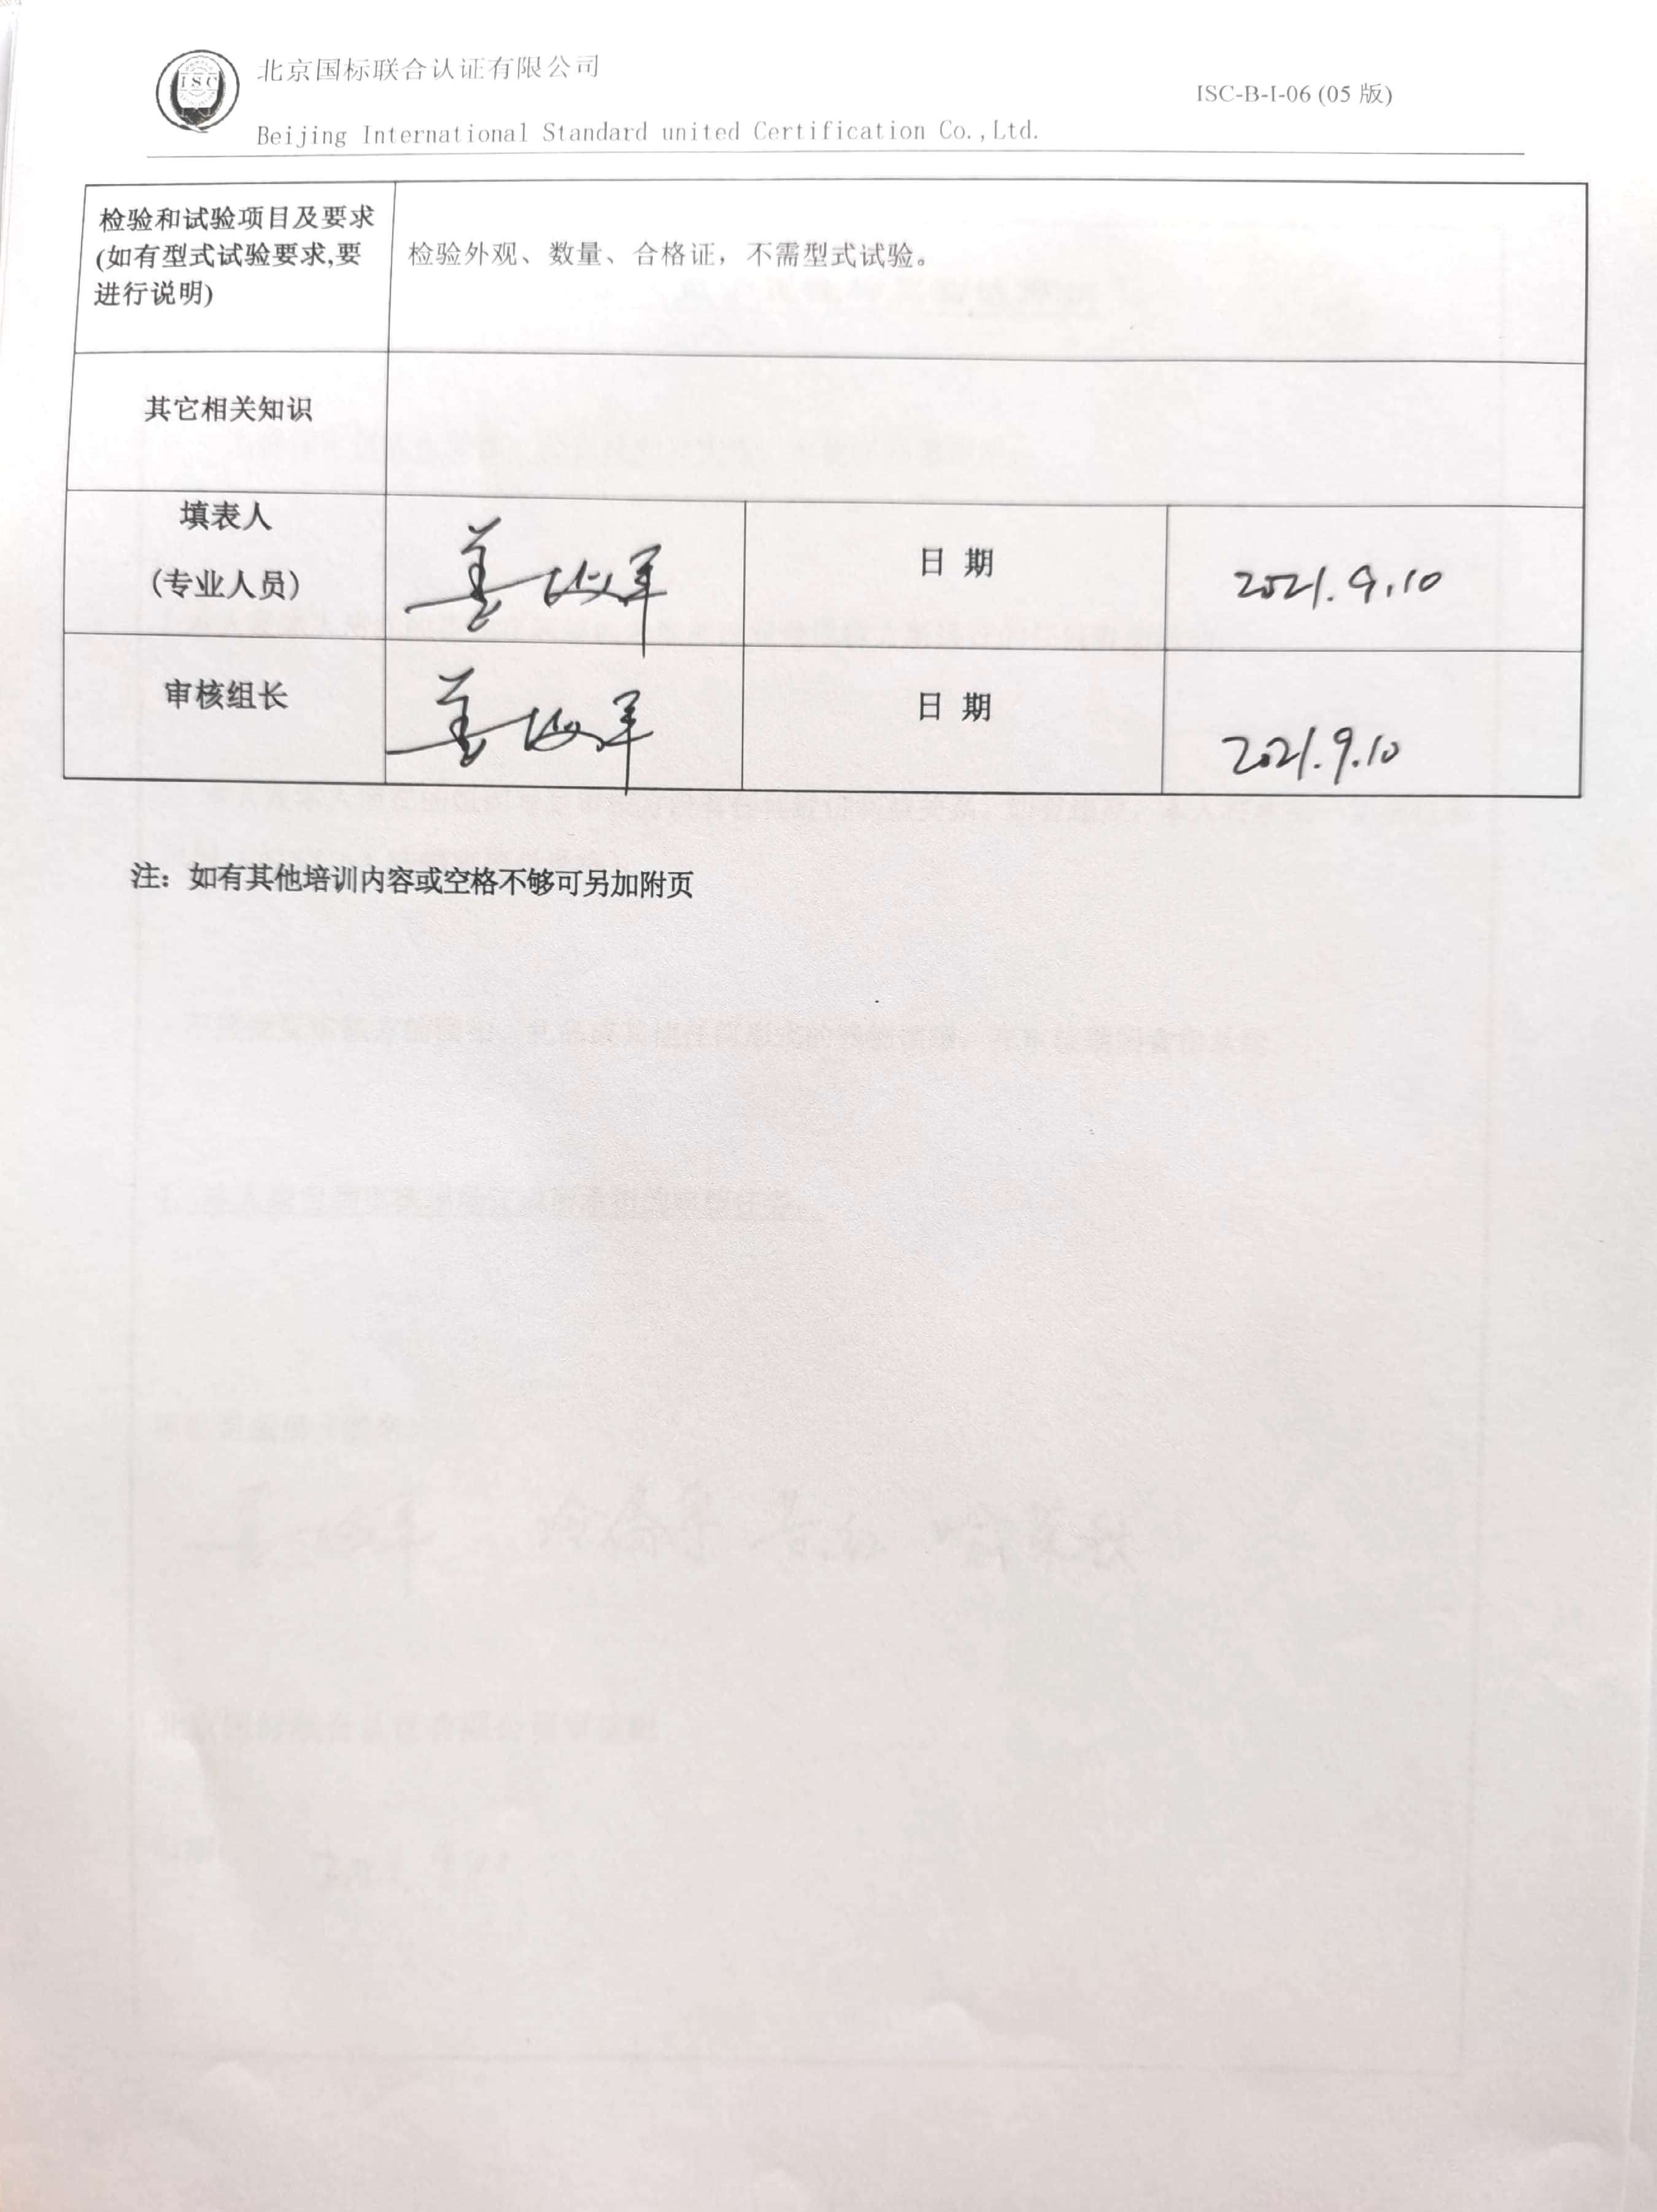 ISC
北京国标联合认证有限公司
ISC-B-I-06 (05 版)
Beijing International Standard united Certification Co.,Ltd.
检验和试验项目及要求
(如有型式试验要求,要
进行说明)
检验外观、数量、合格证，不需型式试验。
其它相关知识
填表人
(专业人员)
日 期
2021.9.10
审核组长
日 期
2021.9.10
注：如有其他培训内容或空格不够可另加附页